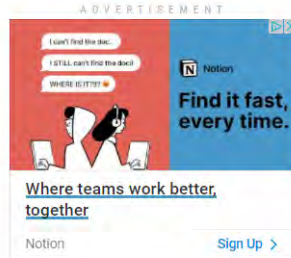 ADVERTISEMENT
I can't find the doc..
I STILL can't find the doc!!
WHERE IS IT?!? 😡
Notion
Find it fast,
every time.
Where teams work better,
together
Notion
Sign Up >